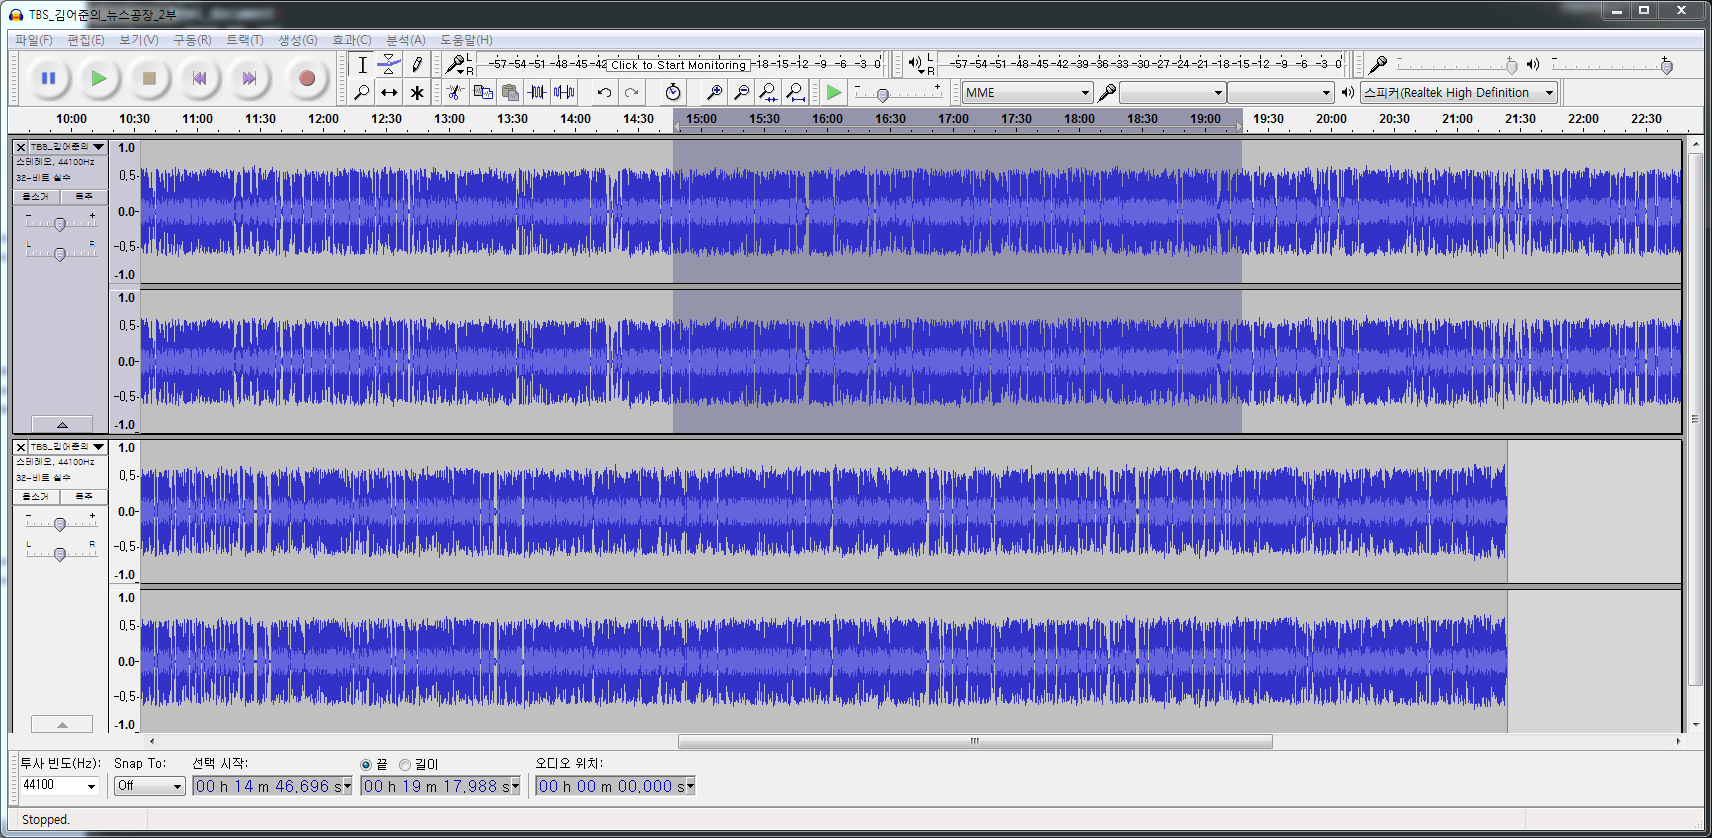 TBS_김어준의_뉴스공장_2부
파일(F) 편집(E) 보기(V) 구동(R) 트랙(T) 생성(G) 효과(C) 분석(A) 도움말(H)
L
R
-57-54-51-48-45-42 Click to Start Monitoring -18-15-12 -9 -6 -3 0
L
R
-57-54-51-48-45-42-39-36-33-30-27-24-21-18-15-12 -9 -6 -3 0
MME
스피커(Realtek High Definition
10:00 10:30 11:00 11:30 12:00 12:30 13:00 13:30 14:00 14:30 15:00 15:30 16:00 16:30 17:00 17:30 18:00 18:30 19:00 19:30 20:00 20:30 21:00 21:30 22:00 22:30
TBS_김어준의
스테레오, 44100Hz
32-비트 실수
음소거 독주
- +
L R
1.0
0.5-
0.0-
-0.5-
-1.0
1.0
0.5-
0.0-
-0.5-
-1.0
TBS_김어준의
스테레오, 44100Hz
32-비트 실수
음소거 독주
- +
L R
1.0
0.5-
0.0-
-0.5-
-1.0
1.0
0.5-
0.0-
-0.5-
-1.0
투사 빈도(Hz): Snap To: 선택 시작: 끝 길이 오디오 위치:
44100 Off 00 h 14 m 46.696 s 00 h 19 m 17.988 s 00 h 00 m 00.000 s
Stopped.